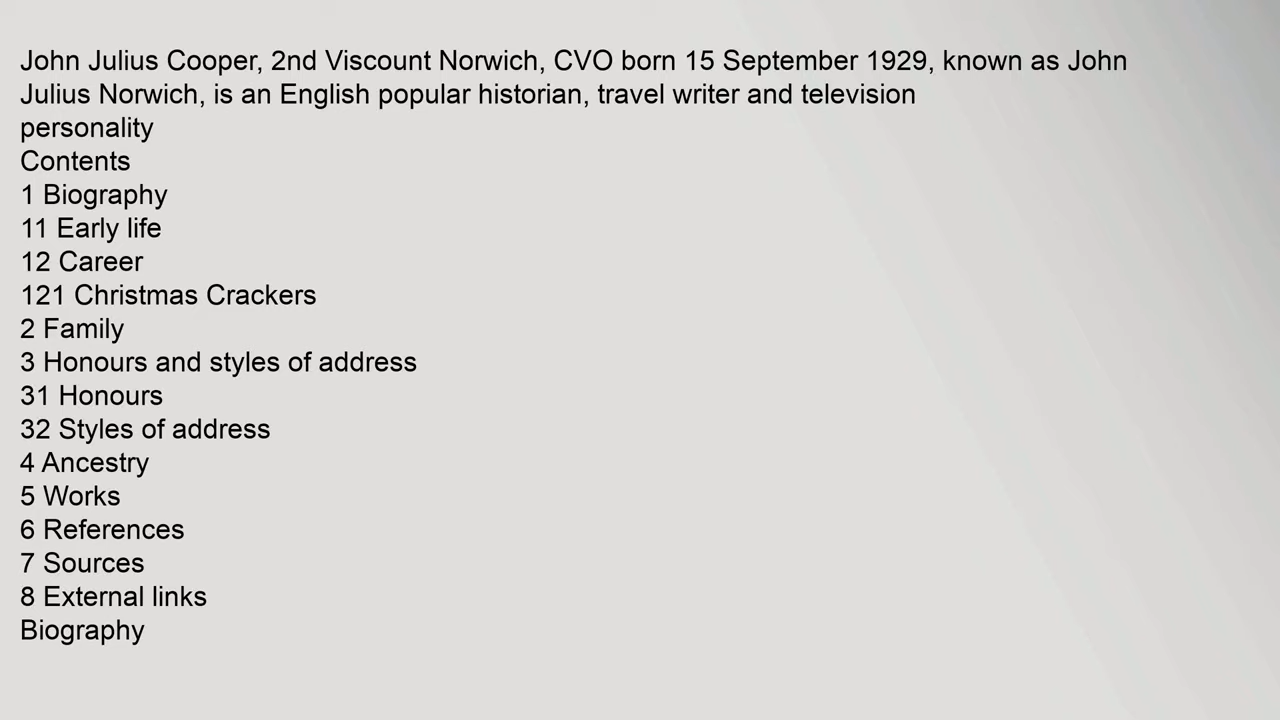 John Julius Cooper, 2nd Viscount Norwich, CVO born 15 September 1929, known as John
Julius Norwich, is an English popular historian, travel writer and television
personality
Contents
1 Biography
11 Early life
12 Career
121 Christmas Crackers
2 Family
3 Honours and styles of address
31 Honours
32 Styles of address
4 Ancestry
5 Works
6 References
7 Sources
8 External links
Biography